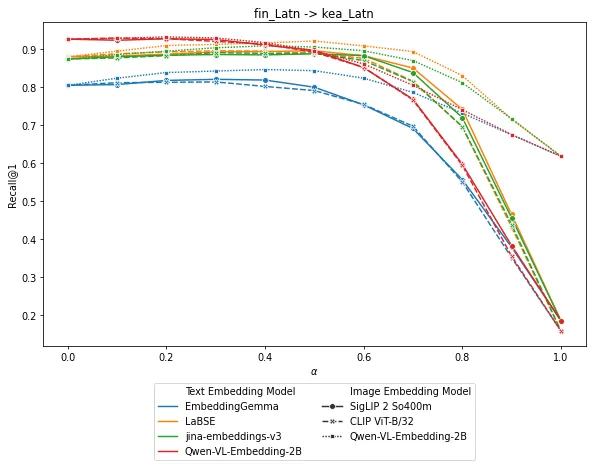 fin_Latn -> kea_Latn
Recall@1
0.9
0.8
0.7
0.6
0.5
0.4
0.3
0.2
0.0
0.2
0.4
0.6
0.8
1.0
α
Text Embedding Model
EmbeddingGemma
LaBSE
jina-embeddings-v3
Qwen-VL-Embedding-2B
Image Embedding Model
SigLIP 2 So400m
CLIP ViT-B/32
Qwen-VL-Embedding-2B